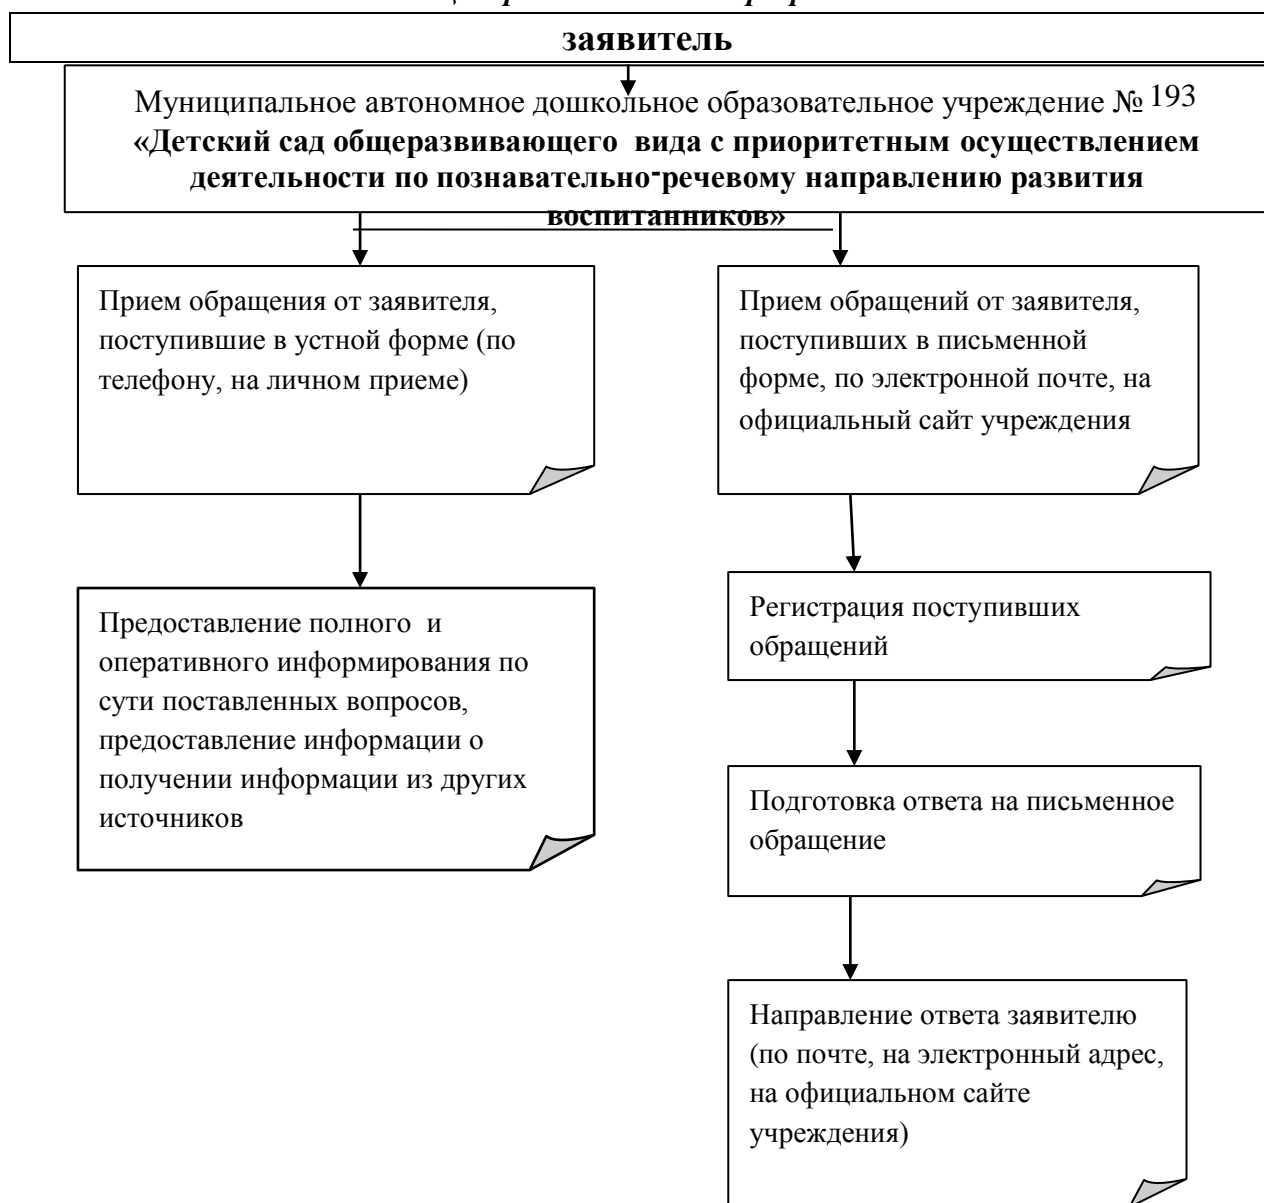 заявитель
Муниципальное автономное дошкольное образовательное учреждение № 193
«Детский сад общеразвивающего вида с приоритетным осуществлением
деятельности по познавательно-речевому направлению развития
воспитанников»
Прием обращения от заявителя,
поступившие в устной форме (по
телефону, на личном приеме)
Прием обращений от заявителя,
поступивших в письменной
форме, по электронной почте, на
официальный сайт учреждения
Предоставление полного и
оперативного информирования по
сути поставленных вопросов,
предоставление информации о
получении информации из других
источников
Регистрация поступивших
обращений
Подготовка ответа на письменное
обращение
Направление ответа заявителю
(по почте, на электронный адрес,
на официальном сайте
учреждения)